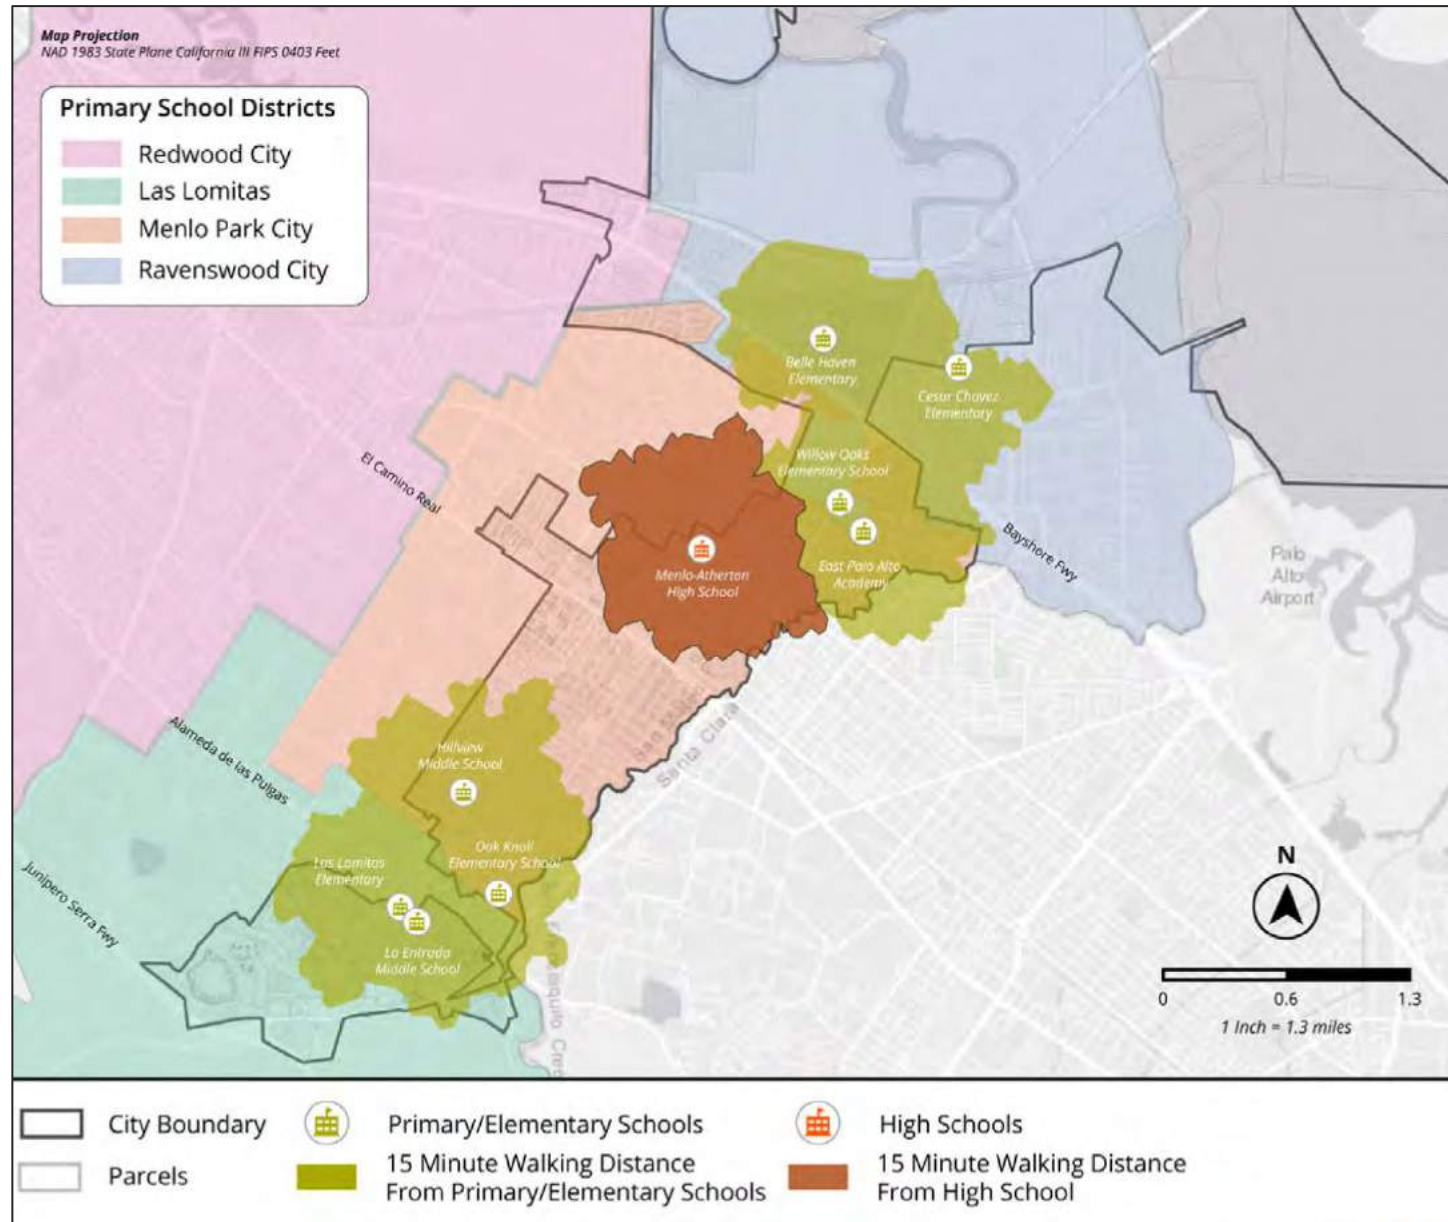 Map Projection
NAD 1983 State Plane California III FIPS 0403 Feet
Primary School Districts
Redwood City
Las Lomitas
Menlo Park City
Ravenswood City
Belle Haven
Elementary
Cesar Chavez
Elementary
El Camino Real
Willow Oaks
Elementary School
Bayshore Fwy
East Palo Alto
Academy
Menlo-Atherton
High School
Palo
Alto
Airport
Santa Clara
Alameda de las Pulgas
Hillview
Middle School
Oak Knoll
Elementary School
Las Lomitas
Elementary
La Entrada
Middle School
Junipero Serra Fwy
N
0 0.6 1.3
1 Inch = 1.3 miles
City Boundary
Primary/Elementary Schools
High Schools
Parcels
15 Minute Walking Distance
From Primary/Elementary Schools
15 Minute Walking Distance
From High School